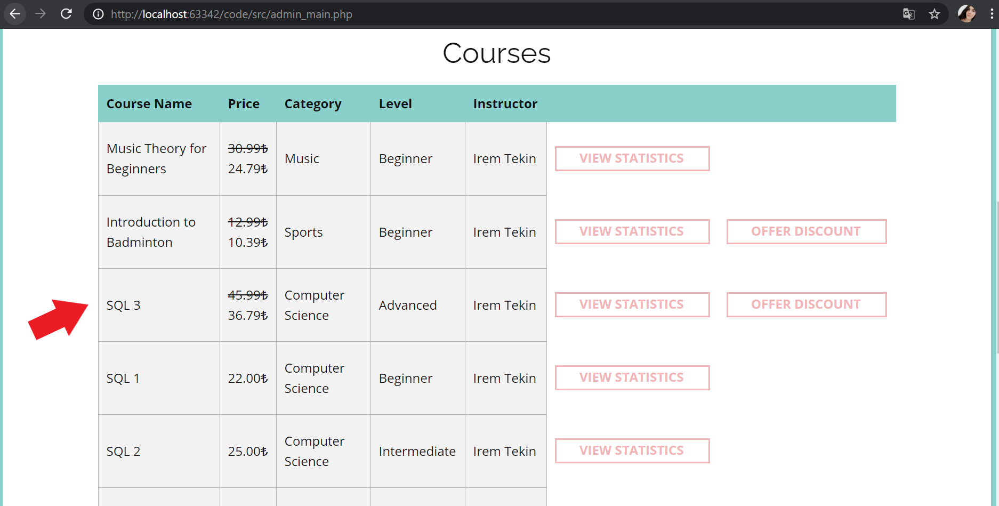 http://localhost:63342/code/src/admin_main.php
Courses
Course Name Price Category Level Instructor
Music Theory for
Beginners
30.99₺
24.79₺
Music
Beginner
Irem Tekin
VIEW STATISTICS
Introduction to
Badminton
12.99₺
10.39₺
Sports
Beginner
Irem Tekin
VIEW STATISTICS
OFFER DISCOUNT
SQL 3
45.99₺
36.79₺
Computer
Science
Advanced
Irem Tekin
VIEW STATISTICS
OFFER DISCOUNT
SQL 1
22.00₺
Computer
Science
Beginner
Irem Tekin
VIEW STATISTICS
SQL 2
25.00₺
Computer
Science
Intermediate
Irem Tekin
VIEW STATISTICS